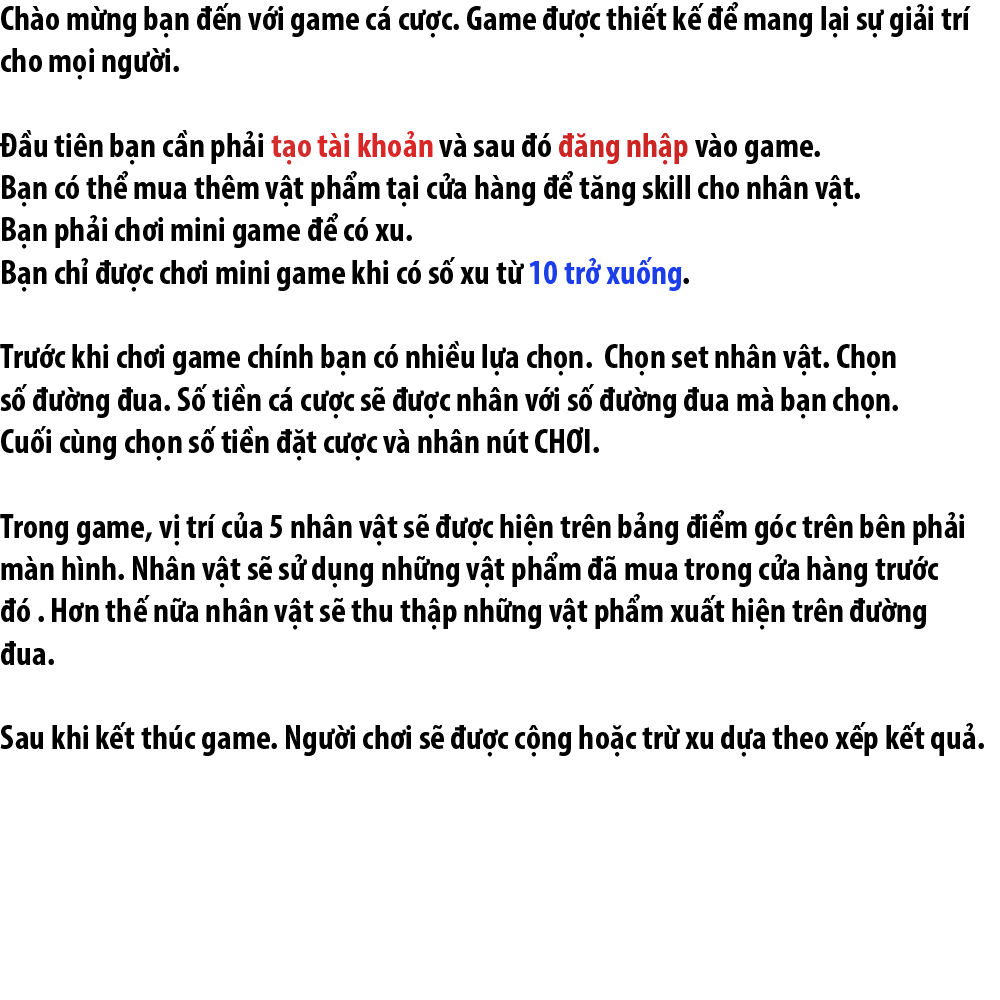 Chào mừng bạn đến với game cá cược. Game được thiết kế để mang lại sự giải trí
cho mọi người.
Đầu tiên bạn cần phải tạo tài khoản và sau đó đăng nhập vào game.
Bạn có thể mua thêm vật phẩm tại cửa hàng để tăng skill cho nhân vật.
Bạn phải chơi mini game để có xu.
Bạn chỉ được chơi mini game khi có số xu từ 10 trở xuống.
Trước khi chơi game chính bạn có nhiều lựa chọn.  Chọn set nhân vật. Chọn
số đường đua. Số tiền cá cược sẽ được nhân với số đường đua mà bạn chọn.
Cuối cùng chọn số tiền đặt cược và nhân nút CHƠI.
Trong game, vị trí của 5 nhân vật sẽ được hiện trên bảng điểm góc trên bên phải
màn hình. Nhân vật sẽ sử dụng những vật phẩm đã mua trong cửa hàng trước
đó . Hơn thế nữa nhân vật sẽ thu thập những vật phẩm xuất hiện trên đường
đua.
Sau khi kết thúc game. Người chơi sẽ được cộng hoặc trừ xu dựa theo xếp kết quả.